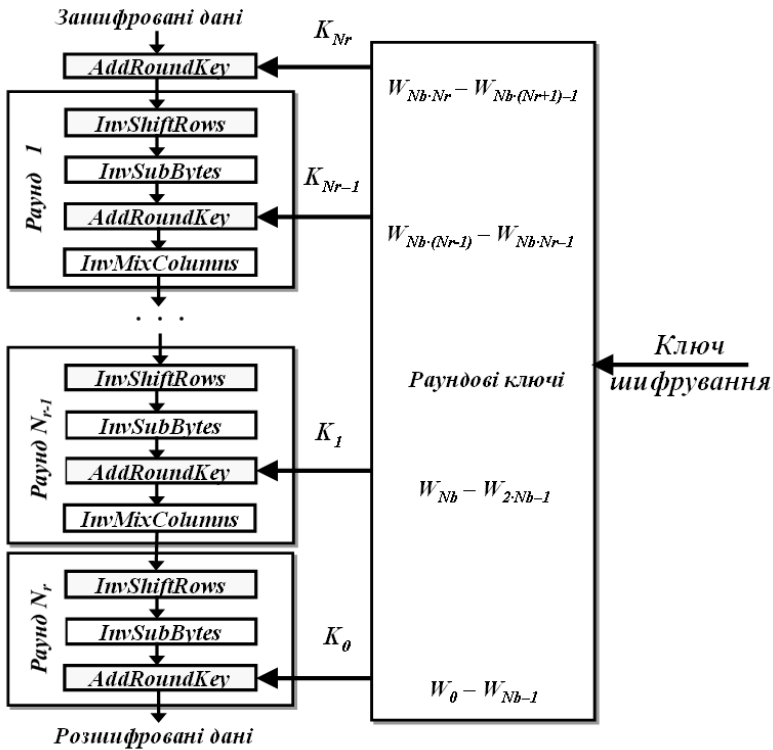 Зашифровані дані
AddRoundKey
K_Nr
W_Nb·Nr – W_Nb·(Nr+1)–1
Раунд 1
InvShiftRows
InvSubBytes
AddRoundKey
InvMixColumns
K_Nr–1
W_Nb·(Nr-1) – W_Nb·Nr–1
. . .
Раунд N_r-1
InvShiftRows
InvSubBytes
AddRoundKey
InvMixColumns
K_1
Раундові ключі
W_Nb – W_2·Nb–1
Ключ
шифрування
Раунд N_r
InvShiftRows
InvSubBytes
AddRoundKey
K_0
W_0 – W_Nb–1
Розшифровані дані